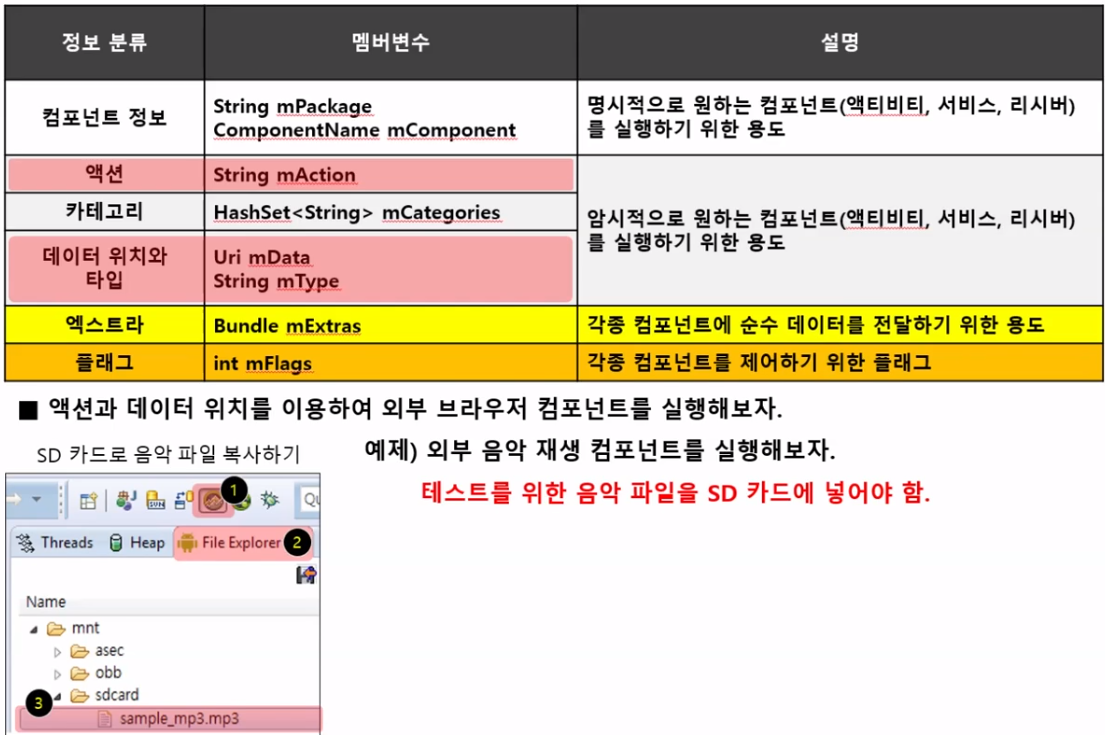 정보 분류
멤버변수
설명
컴포넌트 정보
String mPackage
ComponentName mComponent
명시적으로 원하는 컴포넌트(액티비티, 서비스, 리시버)
를 실행하기 위한 용도
액션
String mAction
카테고리
HashSet<String> mCategories
암시적으로 원하는 컴포넌트(액티비티, 서비스, 리시버)
를 실행하기 위한 용도
데이터 위치와
타입
Uri mData
String mType
엑스트라
Bundle mExtras
각종 컴포넌트에 순수 데이터를 전달하기 위한 용도
플래그
int mFlags
각종 컴포넌트를 제어하기 위한 플래그
■ 액션과 데이터 위치를 이용하여 외부 브라우저 컴포넌트를 실행해보자.
SD 카드로 음악 파일 복사하기
예제) 외부 음악 재생 컴포넌트를 실행해보자.
테스트를 위한 음악 파일을 SD 카드에 넣어야 함.
1
Qu
Threads
Heap
File Explorer
2
Name
mnt
asec
obb
3
sdcard
sample_mp3.mp3